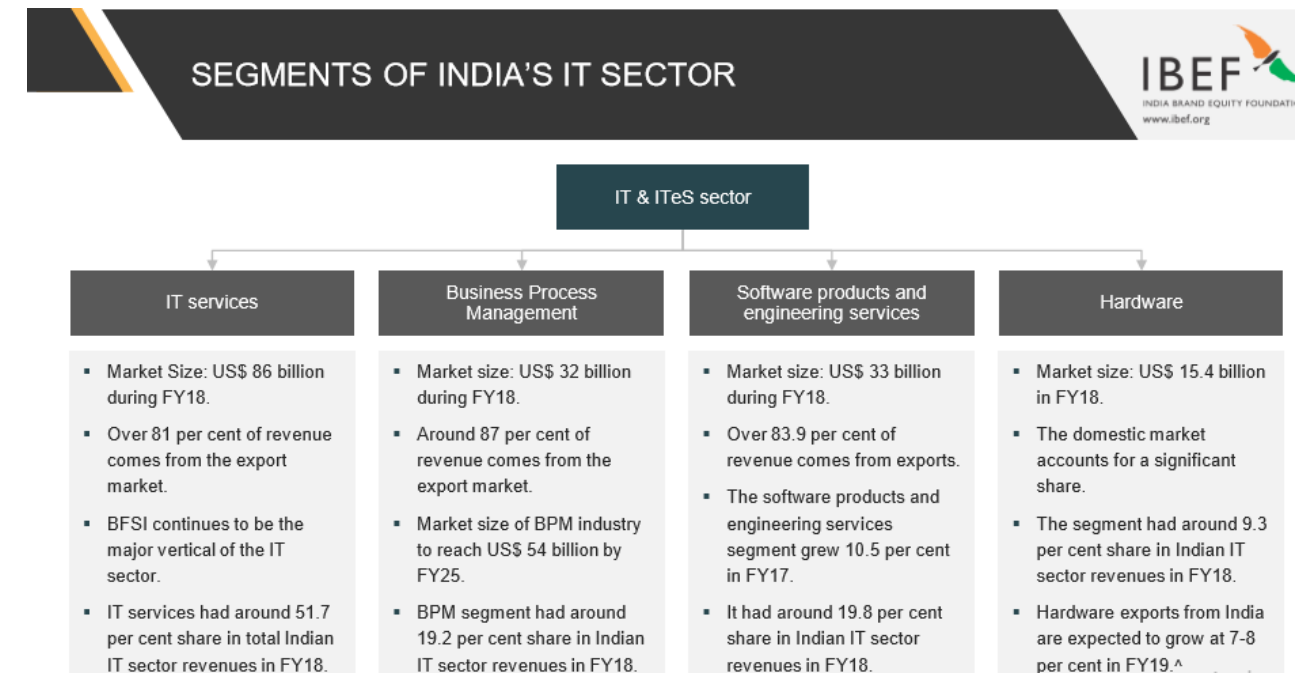 SEGMENTS OF INDIA'S IT SECTOR
IBEF
INDIA BRAND EQUITY
www.ibef.org
IT & ITeS sector
IT services
▪ Market Size: US$ 86 billion
during FY18.
▪ Over 81 per cent of revenue
comes from the export
market.
▪ BFSI continues to be the
major vertical of the IT
sector.
▪ IT services had around 51.7
per cent share in total Indian
IT sector revenues in FY18.
Business Process
Management
▪ Market size: US$ 32 billion
during FY18.
▪ Around 87 per cent of
revenue comes from the
export market.
▪ Market size of BPM industry
to reach US$ 54 billion by
FY25.
▪ BPM segment had around
19.2 per cent share in Indian
IT sector revenues in FY18.
Software products and
engineering services
▪ Market size: US$ 33 billion
during FY18.
▪ Over 83.9 per cent of
revenue comes from exports.
▪ The software products and
engineering services
segment grew 10.5 per cent
in FY17.
▪ It had around 19.8 per cent
share in Indian IT sector
revenues in FY18.
Hardware
▪ Market size: US$ 15.4 billion
in FY18.
▪ The domestic market
accounts for a significant
share.
▪ The segment had around 9.3
per cent share in Indian IT
sector revenues in FY18.
▪ Hardware exports from India
are expected to grow at 7-8
per cent in FY19.^